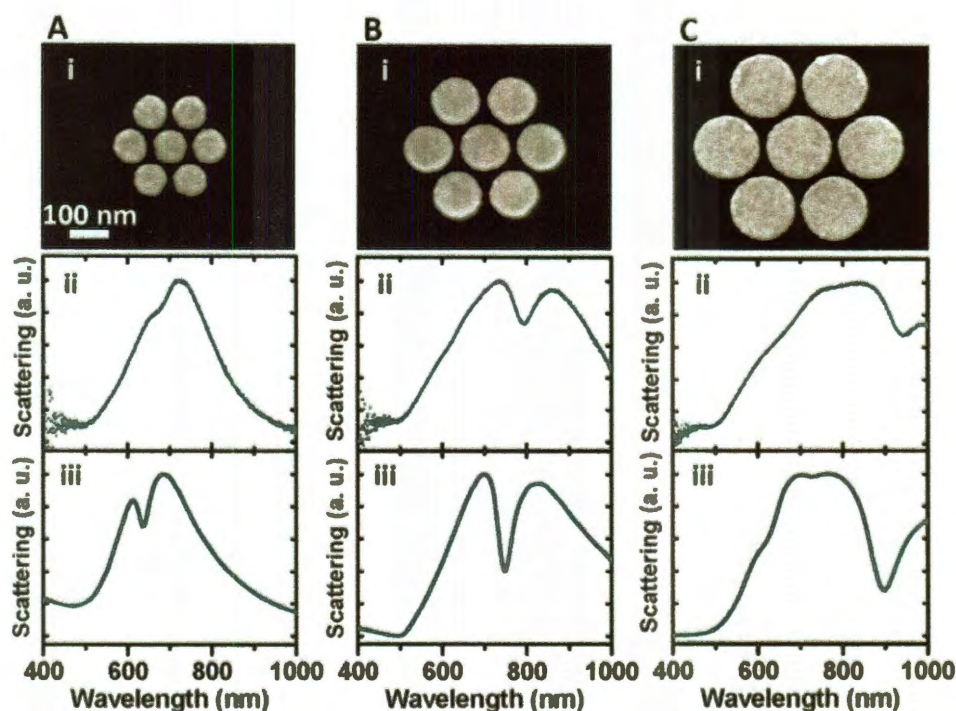 A B C
i i i
100 nm
ii ii ii
Scattering (a. u.) Scattering (a. u.) Scattering (a. u.)
iii iii iii
Scattering (a. u.) Scattering (a. u.) Scattering (a. u.)
400 600 800 1000 400 600 800 1000 400 600 800 1000
Wavelength (nm) Wavelength (nm) Wavelength (nm)